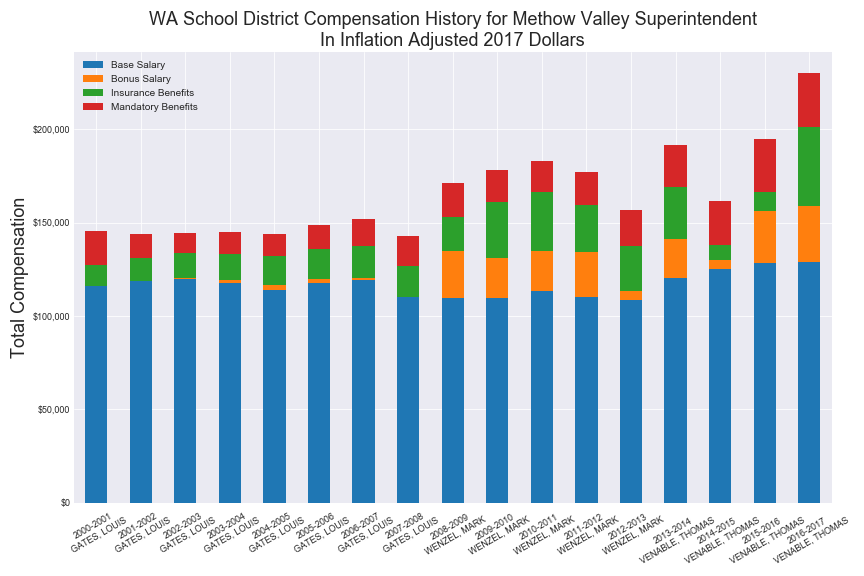 WA School District Compensation History for Methow Valley Superintendent
In Inflation Adjusted 2017 Dollars
Base Salary
Bonus Salary
Insurance Benefits
Mandatory Benefits
Total Compensation
$200,000
$150,000
$100,000
$50,000
$0
2000-2001
GATES, LOUIS
2001-2002
GATES, LOUIS
2002-2003
GATES, LOUIS
2003-2004
GATES, LOUIS
2004-2005
GATES, LOUIS
2005-2006
GATES, LOUIS
2006-2007
GATES, LOUIS
2007-2008
GATES, LOUIS
2008-2009
WENZEL, MARK
2009-2010
WENZEL, MARK
2010-2011
WENZEL, MARK
2011-2012
WENZEL, MARK
2012-2013
WENZEL, MARK
2013-2014
VENABLE, THOMAS
2014-2015
VENABLE, THOMAS
2015-2016
VENABLE, THOMAS
2016-2017
VENABLE, THOMAS